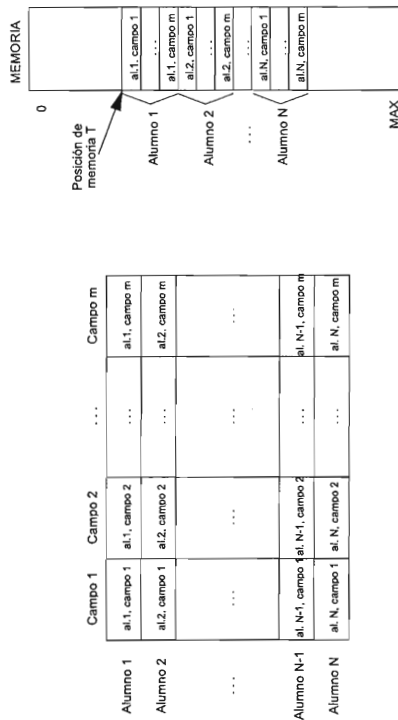 Campo 1 Campo 2 ... Campo m
Alumno 1 al.1, campo 1 al.1, campo 2 ... al.1, campo m
Alumno 2 al.2, campo 1 al.2, campo 2 ... al.2, campo m
... ... ... ... ...
Alumno N-1 al. N-1, campo 1 al. N-1, campo 2 ... al. N-1, campo m
Alumno N al. N, campo 1 al. N, campo 2 ... al. N, campo m
MEMORIA
0
Posición de
memoria T
Alumno 1
al.1. campo 1
...
al.1. campo m
Alumno 2
al.2, campo 1
...
al.2, campo m
...
Alumno N
al.N, campo 1
...
al.N, campo m
MAX